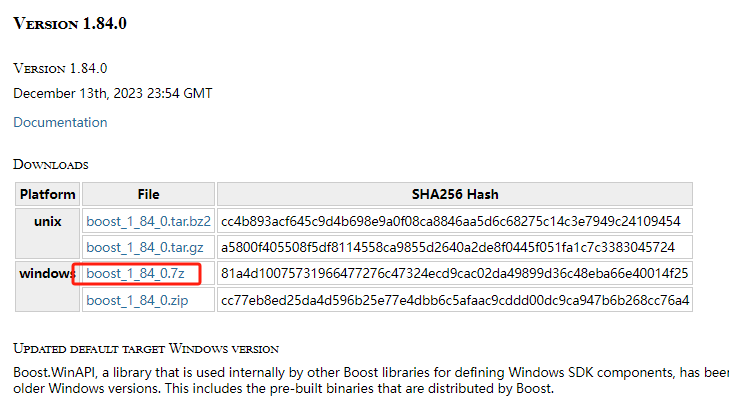 Version 1.84.0
Version 1.84.0
December 13th, 2023 23:54 GMT
Documentation
Downloads
Platform File SHA256 Hash
unix boost_1_84_0.tar.bz2 cc4b893acf645c9d4b698e9a0f08ca8846aa5d6c68275c14c3e7949c24109454
boost_1_84_0.tar.gz a5800f405508f5df8114558ca9855d2640a2de8f0445f051fa1c7c3383045724
windows boost_1_84_0.7z 81a4d10075731966477276c47324ecd9cac02da49899d36c48eba66e40014f25
boost_1_84_0.zip cc77eb8ed25da4d596b25e77e4dbb6c5afaac9cddd00dc9ca947b6b268cc76a4
Updated default target Windows version
Boost.WinAPI, a library that is used internally by other Boost libraries for defining Windows SDK components, has been
older Windows versions. This includes the pre-built binaries that are distributed by Boost.